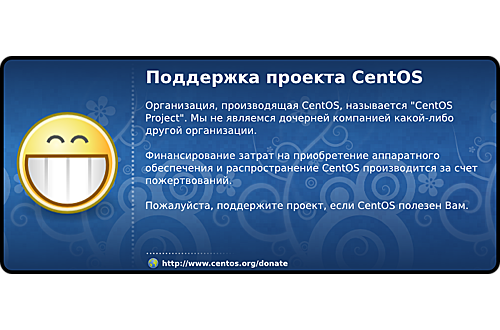 Поддержка проекта CentOS
Организация, производящая CentOS, называется "CentOS
Project". Мы не являемся дочерней компанией какой-либо
другой организации.
Финансирование затрат на приобретение аппаратного
обеспечения и распространение CentOS производится за счет
пожертвований.
Пожалуйста, поддержите проект, если CentOS полезен Вам.
http://www.centos.org/donate